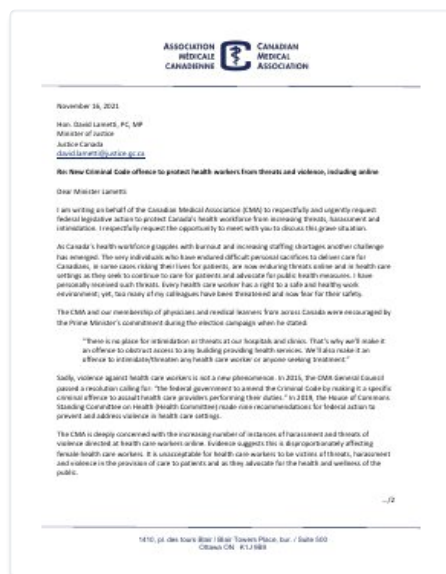 ASSOCIATION
MÉDICALE
CANADIENNE
CANADIAN
MEDICAL
ASSOCIATION
November 16, 2021
Hon. David Lametti, PC, MP
Minister of Justice
Justice Canada
david.lametti@justice.gc.ca
Re: New Criminal Code offence to protect health workers from threats and violence, including online
Dear Minister Lametti
I am writing on behalf of the Canadian Medical Association (CMA) to respectfully and urgently request
federal legislative action to protect Canada's health workforce from increasing threats, harassment and
intimidation. I respectfully request the opportunity to meet with you to discuss this grave situation.
As Canada's health workforce grapples with burnout and increasing staffing shortages another challenge
has emerged. The very individuals who have endured difficult personal sacrifices to deliver care for
Canadians, in some cases risking their lives for patients, are now enduring threats online and in health care
settings as they seek to continue to care for patients and advocate for public health measures. I have
personally received such threats. Every health care worker has a right to a safe and healthy work
environment; yet, too many of my colleagues have been threatened and now fear for their safety.
The CMA and our membership of physicians and medical learners from across Canada were encouraged by
the Prime Minister's commitment during the election campaign when he stated:
"There is no place for intimidation or threats at our hospitals and clinics. That's why we'll make it
an offence to obstruct access to any building providing health services. We'll also make it an
offence to intimidate/threaten any health care worker or anyone seeking treatment."
Sadly, violence against health care workers is not a new phenomenon. In 2015, the CMA General Council
passed a resolution calling for: "the federal government to amend the Criminal Code by making it a specific
criminal offence to assault health care providers performing their duties." In 2019, the House of Commons
Standing Committee on Health (Health Committee) made nine recommendations for federal action to
prevent and address violence in health care settings.
The CMA is deeply concerned with the increasing number of instances of harassment and threats of
violence directed at health care workers online. Evidence suggests this is disproportionately affecting
female health care workers. It is unacceptable for health care workers to be victims of threats, harassment
and violence in the provision of care to patients and as they advocate for the health and wellness of the
public.
.../2
1410, pl. des tours Blair / Blair Towers Place, bur. / Suite 500
Ottawa ON K1J 9B9